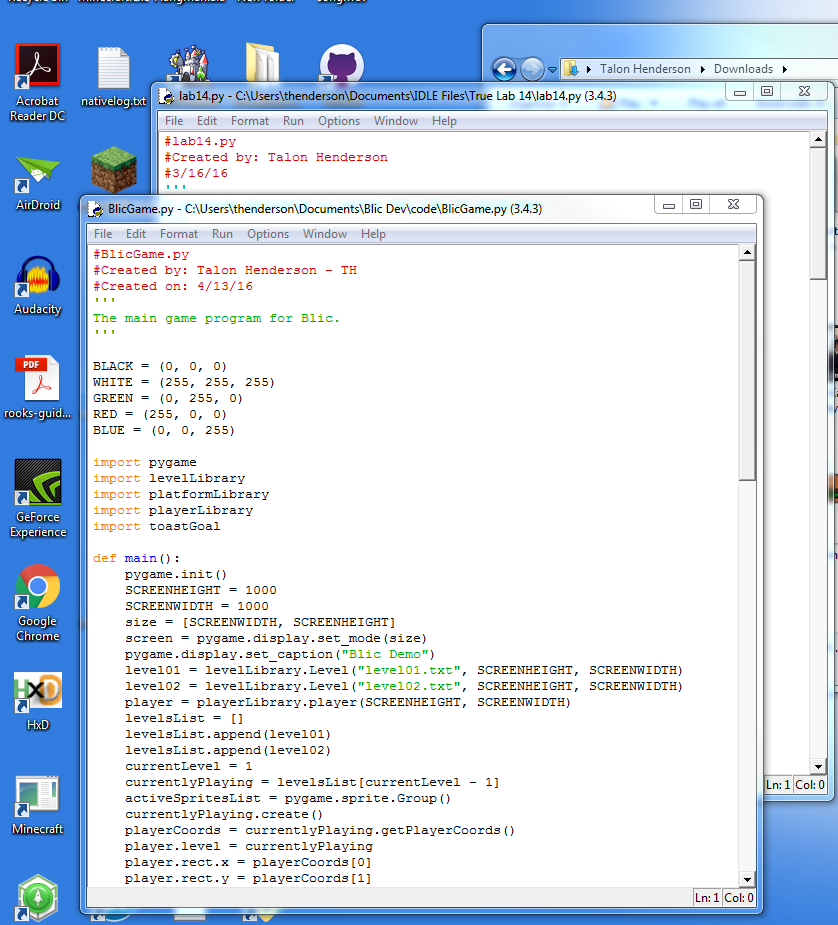 Acrobat
Reader DC
nativelog.txt
AirDroid
Audacity
PDF
rooks-guid...
GeForce
Experience
Google
Chrome
HxD
HxD
Minecraft
Talon Henderson
Downloads
lab14.py - C:\Users\thenderson\Documents\IDLE Files\True Lab 14\lab14.py (3.4.3)
File Edit Format Run Options Window Help
#lab14.py
#Created by: Talon Henderson
#3/16/16
'''
Ln: 1 Col: 0
BlicGame.py - C:\Users\thenderson\Documents\Blic Dev\code\BlicGame.py (3.4.3)
File Edit Format Run Options Window Help
#BlicGame.py
#Created by: Talon Henderson - TH
#Created on: 4/13/16
'''
The main game program for Blic.
'''
BLACK = (0, 0, 0)
WHITE = (255, 255, 255)
GREEN = (0, 255, 0)
RED = (255, 0, 0)
BLUE = (0, 0, 255)
import pygame
import levelLibrary
import platformLibrary
import playerLibrary
import toastGoal
def main():
pygame.init()
SCREENHEIGHT = 1000
SCREENWIDTH = 1000
size = [SCREENWIDTH, SCREENHEIGHT]
screen = pygame.display.set_mode(size)
pygame.display.set_caption("Blic Demo")
level01 = levelLibrary.Level("level01.txt", SCREENHEIGHT, SCREENWIDTH)
level02 = levelLibrary.Level("level02.txt", SCREENHEIGHT, SCREENWIDTH)
player = playerLibrary.player(SCREENHEIGHT, SCREENWIDTH)
levelsList = []
levelsList.append(level01)
levelsList.append(level02)
currentLevel = 1
currentlyPlaying = levelsList[currentLevel - 1]
activeSpritesList = pygame.sprite.Group()
currentlyPlaying.create()
playerCoords = currentlyPlaying.getPlayerCoords()
player.level = currentlyPlaying
player.rect.x = playerCoords[0]
player.rect.y = playerCoords[1]
Ln: 1 Col: 0